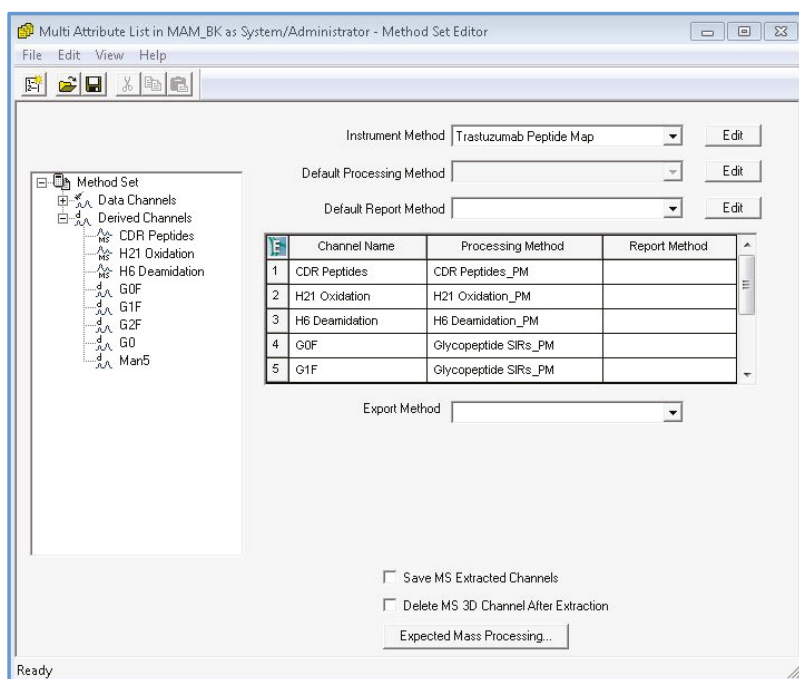 Multi Attribute List in MAM_BK as System/Administrator - Method Set Editor
File Edit View Help
Instrument Method Trastuzumab Peptide Map Edit
Default Processing Method Edit
Default Report Method Edit
Method Set
Data Channels
Derived Channels
CDR Peptides
H21 Oxidation
H6 Deamidation
G0F
G1F
G2F
G0
Man5
Channel Name Processing Method Report Method
1 CDR Peptides CDR Peptides_PM
2 H21 Oxidation H21 Oxidation_PM
3 H6 Deamidation H6 Deamidation_PM
4 G0F Glycopeptide SIRs_PM
5 G1F Glycopeptide SIRs_PM
Export Method
Save MS Extracted Channels
Delete MS 3D Channel After Extraction
Expected Mass Processing...
Ready